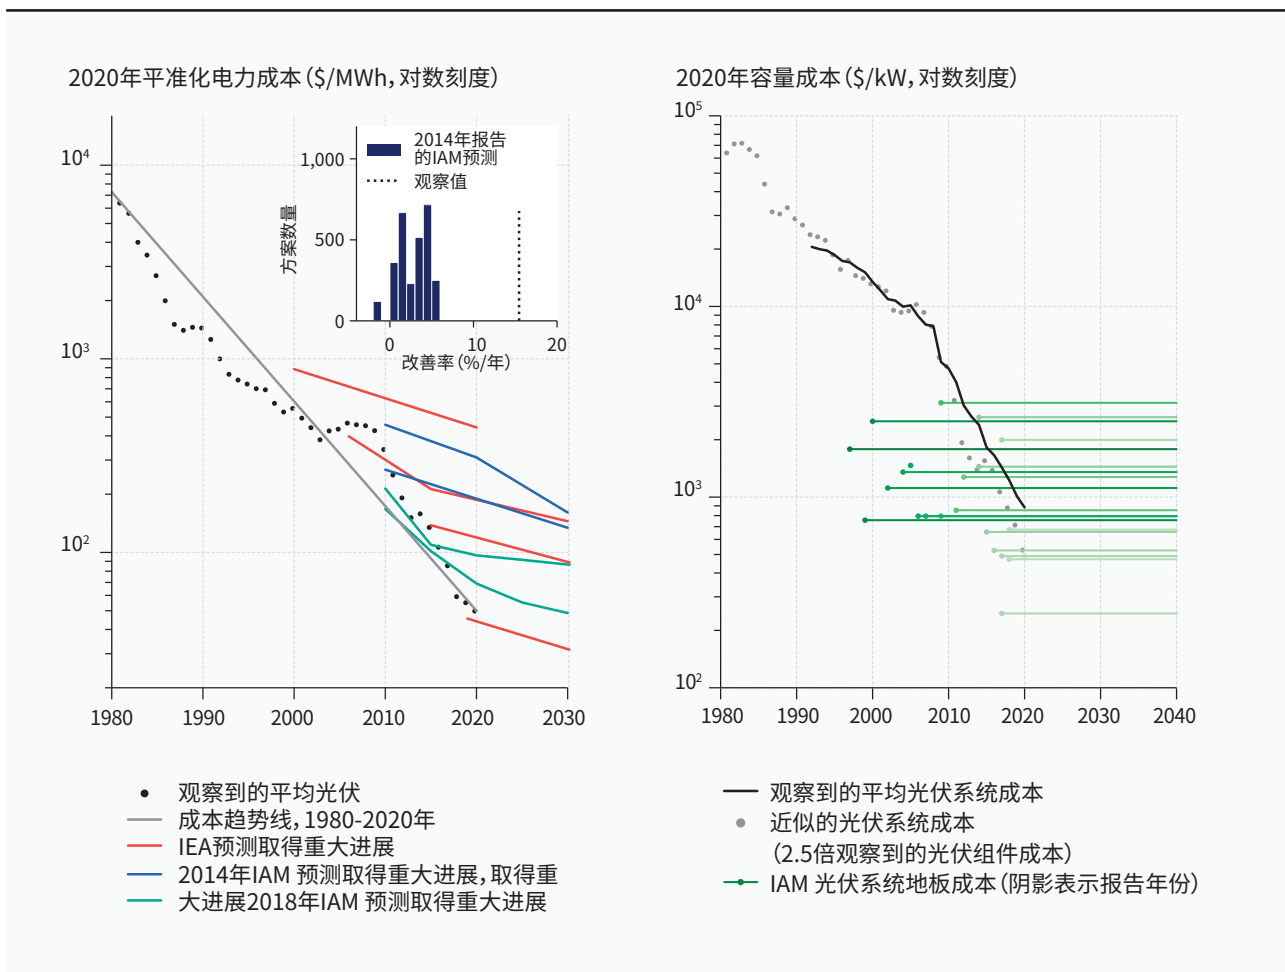 2020年平准化电力成本（$/MWh，对数刻度）
10⁴
10³
10²
1980 1990 2000 2010 2020 2030
2014年报告
的IAM预测
观察值
1,000
500
0
方案数量
0 10 20
改善率（%/年）
观察到的平均光伏
成本趋势线，1980-2020年
IEA预测取得重大进展
2014年IAM 预测取得重大进展，取得重
大进展2018年IAM 预测取得重大进展
2020年容量成本（$/kW，对数刻度）
10⁵
10⁴
10³
10²
1980 1990 2000 2010 2020 2030 2040
观察到的平均光伏系统成本
近似的光伏系统成本
（2.5倍观察到的光伏组件成本）
IAM 光伏系统地板成本（阴影表示报告年份）